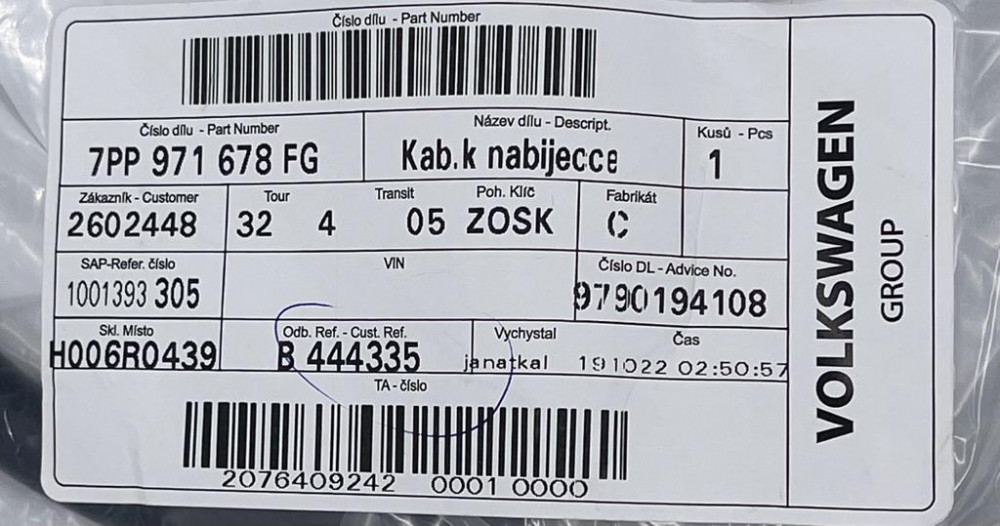 Číslo dílu - Part Number
Číslo dílu - Part Number
Název dílu - Descript.
Kusů - Pcs
7PP 971 678 FG
Kab.k nabijecce
1
Zákazník - Customer
Tour
Transit
Poh. Klíč
Fabrikát
2602448
32 4
05 ZOSK
C
SAP-Refer. číslo
VIN
Číslo DL - Advice No.
1001393 305
9790194108
Skl. Místo
Odb. Ref. - Cust. Ref.
Vychystal
Čas
H006R0439
B 444335
janatkal
191022 02:50:57
TA - číslo
2076409242 0001 0000
VOLKSWAGEN
GROUP